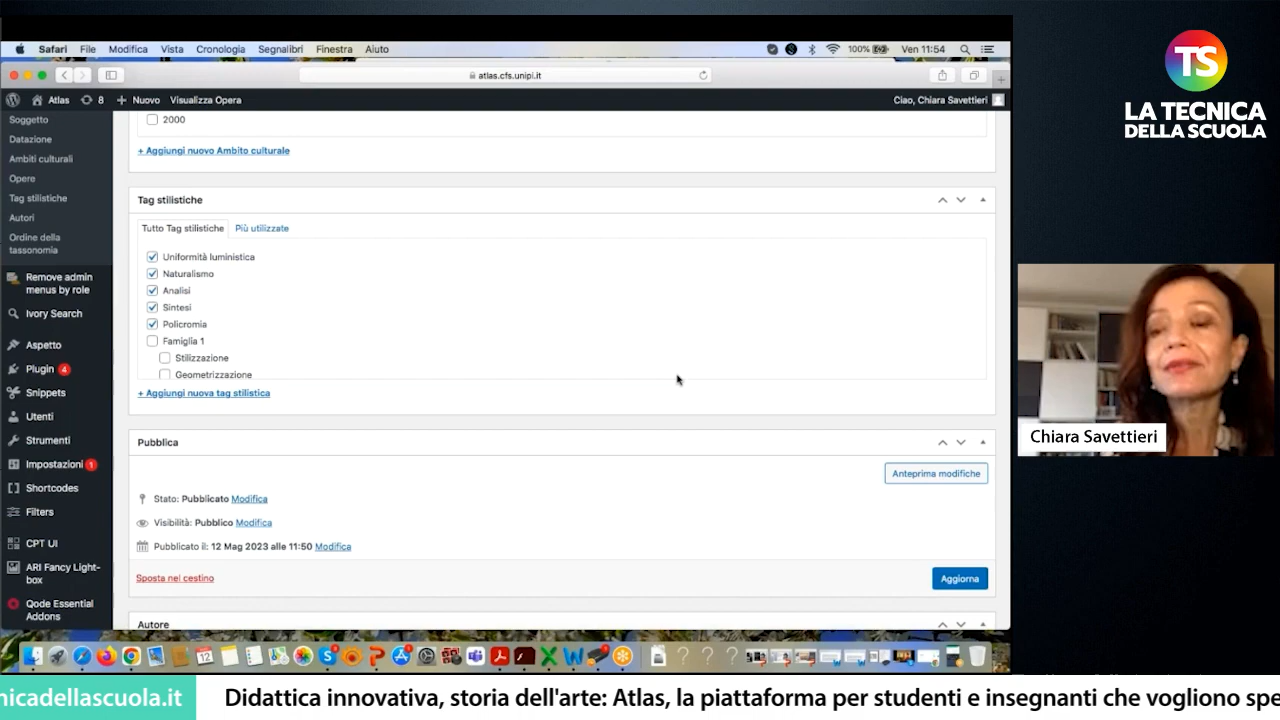 Safari File Modifica Vista Cronologia Segnalibri Finestra Aiuto 100% Ven 11:54
atlas.cfs.unipi.it
Atlas 8 Nuovo Visualizza Opera Ciao, Chiara Savettieri
Soggetto
Datazione
Ambiti culturali
Opere
Tag stilistiche
Autori
Ordine della
tassonomia
Remove admin
menus by role
Ivory Search
Aspetto
Plugin 4
Snippets
Utenti
Strumenti
Impostazioni 1
Shortcodes
Filters
CPT UI
ARI Fancy Light-
box
Qode Essential
Addons
2000
+ Aggiungi nuovo Ambito culturale
Tag stilistiche
Tutto Tag stilistiche Più utilizzate
Uniformità luministica
Naturalismo
Analisi
Sintesi
Policromia
Famiglia 1
Stilizzazione
Geometrizzazione
+ Aggiungi nuova tag stilistica
Pubblica
Anteprima modifiche
Stato: Pubblicato Modifica
Visibilità: Pubblico Modifica
Pubblicato il: 12 Mag 2023 alle 11:50 Modifica
Sposta nel cestino
Aggiorna
Autore
TS
LA TECNICA
DELLA SCUOLA
Chiara Savettieri
nicadellascuola.it Didattica innovativa, storia dell'arte: Atlas, la piattaforma per studenti e insegnanti che vogliono spe